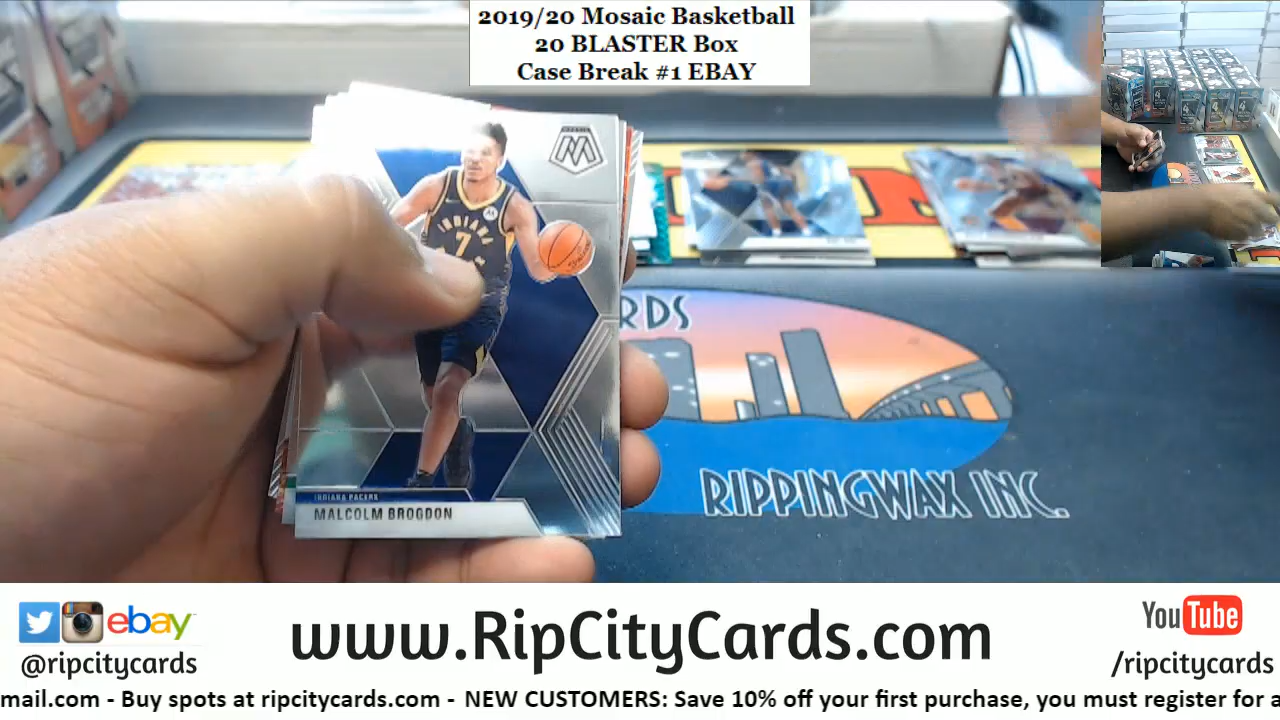 2019/20 Mosaic Basketball
20 BLASTER Box
Case Break #1 EBAY
MOSAIC
INDIANA
7
INDIANA PACERS
MALCOLM BROGDON
RDS
RIPPINGWAX INC.
ebay
@ripcitycards
www.RipCityCards.com
YouTube
/ripcitycards
mail.com - Buy spots at ripcitycards.com - NEW CUSTOMERS: Save 10% off your first purchase, you must register for a